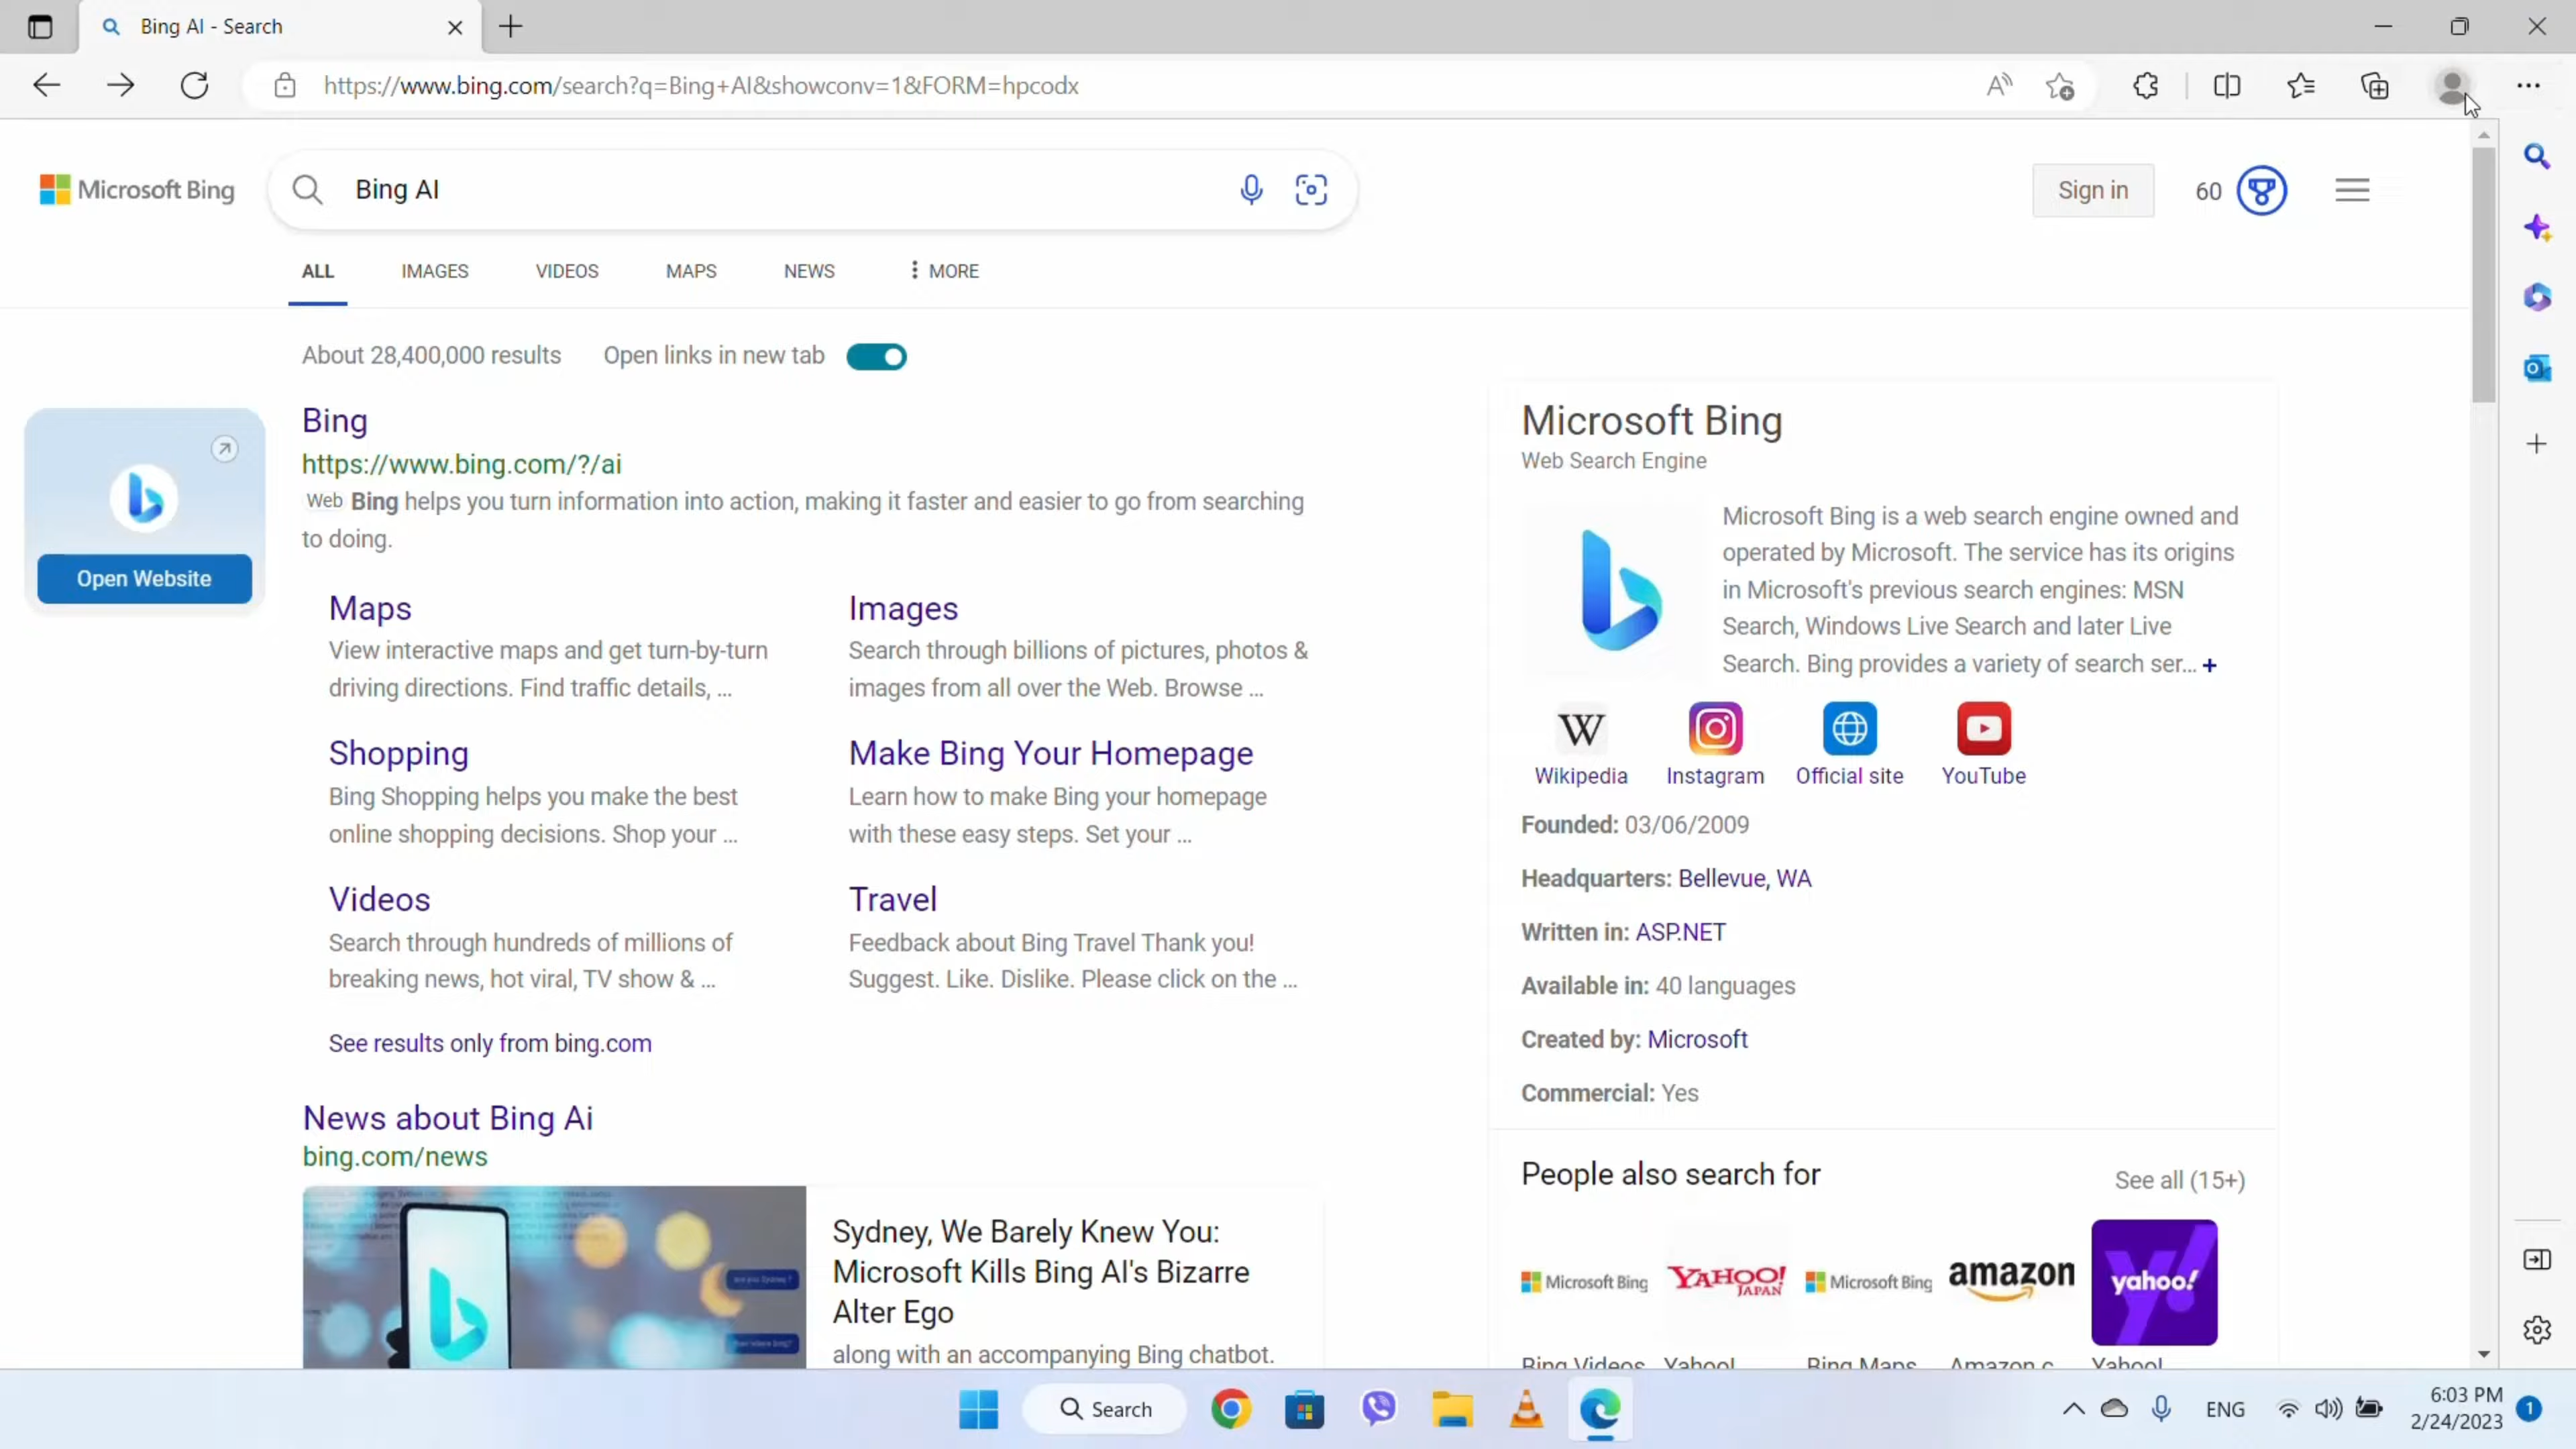 Bing AI - Search
https://www.bing.com/search?q=Bing+AI&showconv=1&FORM=hpcodx
Microsoft Bing
Bing AI
Sign in
60
ALL
IMAGES
VIDEOS
MAPS
NEWS
MORE
About 28,400,000 results
Open links in new tab
Open Website
Bing
https://www.bing.com/?/ai
Web Bing helps you turn information into action, making it faster and easier to go from searching
to doing.
Maps
View interactive maps and get turn-by-turn
driving directions. Find traffic details, ...
Images
Search through billions of pictures, photos &
images from all over the Web. Browse ...
Shopping
Bing Shopping helps you make the best
online shopping decisions. Shop your ...
Make Bing Your Homepage
Learn how to make Bing your homepage
with these easy steps. Set your ...
Videos
Search through hundreds of millions of
breaking news, hot viral, TV show & ...
Travel
Feedback about Bing Travel Thank you!
Suggest. Like. Dislike. Please click on the ...
See results only from bing.com
News about Bing Ai
bing.com/news
Sydney, We Barely Knew You:
Microsoft Kills Bing AI's Bizarre
Alter Ego
along with an accompanying Bing chatbot.
Microsoft Bing
Web Search Engine
Microsoft Bing is a web search engine owned and
operated by Microsoft. The service has its origins
in Microsoft's previous search engines: MSN
Search, Windows Live Search and later Live
Search. Bing provides a variety of search ser... +
W
Wikipedia
Instagram
Official site
YouTube
Founded: 03/06/2009
Headquarters: Bellevue, WA
Written in: ASP.NET
Available in: 40 languages
Created by: Microsoft
Commercial: Yes
People also search for
See all (15+)
Microsoft Bing
YAHOO!
JAPAN
Microsoft Bing
amazon
yahoo!
Bing Videos
Yahoo!
Bing Maps
Amazon.c
Yahoo!
Search
ENG
6:03 PM
2/24/2023
1